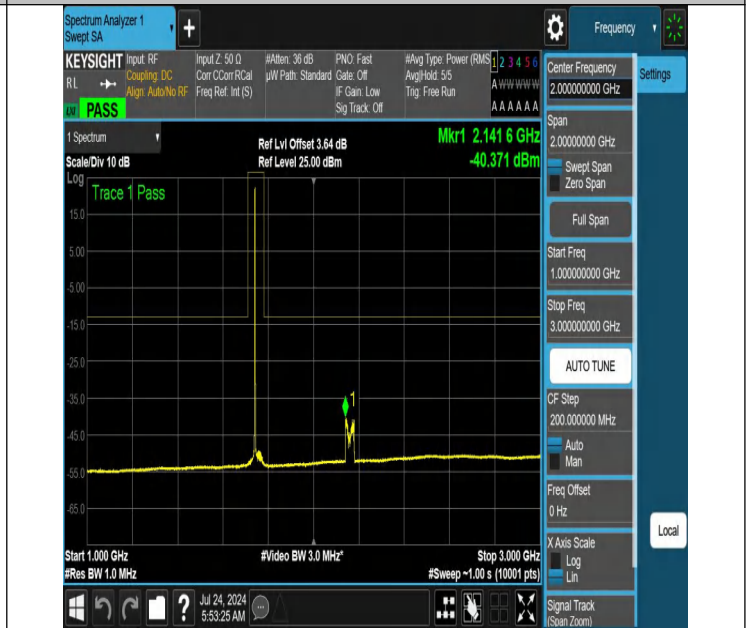 Spectrum Analyzer 1
Swept SA
+
Frequency
KEYSIGHT
RL
PASS
Input: RF
Coupling: DC
Align: Auto/No RF
Input Z: 50 Ω
Corr CCorr RCal
Freq Ref: Int (S)
#Atten: 36 dB
µW Path: Standard
PNO: Fast
Gate: Off
IF Gain: Low
Sig Track: Off
#Avg Type: Power (RMS
Avg|Hold: 5/5
Trig: Free Run
1 2 3 4 5 6
A W W W W W
A A A A A A
1 Spectrum
Scale/Div 10 dB
Log
Ref Lvl Offset 3.64 dB
Ref Level 25.00 dBm
Mkr1 2.141 6 GHz
-40.371 dBm
Trace 1 Pass
15.0
5.00
-5.00
-15.0
-25.0
-35.0
-45.0
-55.0
-65.0
1
Start 1.000 GHz
#Res BW 1.0 MHz
#Video BW 3.0 MHz*
Stop 3.000 GHz
#Sweep ~1.00 s (10001 pts)
?
Jul 24, 2024
5:53:25 AM
Center Frequency
2.000000000 GHz
Settings
Span
2.00000000 GHz
Swept Span
Zero Span
Full Span
Start Freq
1.000000000 GHz
Stop Freq
3.000000000 GHz
AUTO TUNE
CF Step
200.000000 MHz
Auto
Man
Freq Offset
0 Hz
X Axis Scale
Log
Lin
Local
Signal Track
(Span Zoom)